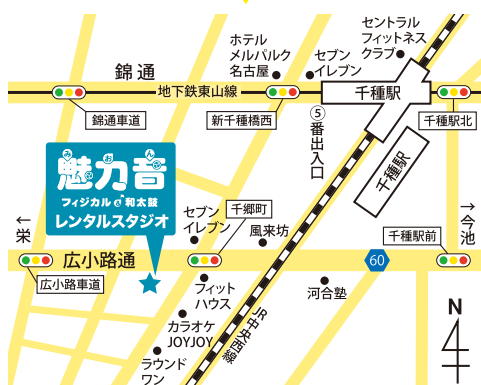 セントラル
フィットネス
クラブ
ホテル
メルパルク
名古屋
セブン
イレブン
錦通
地下鉄東山線
千種駅
錦通車道
新千種橋西
千種駅北
⑤番出入口
千種駅
みりおん
魅力音
フィジカル&和太鼓
レンタルスタジオ
セブン
イレブン
千郷町
風来坊
→今池
千種駅前
←栄
広小路通
60
広小路車道
フィット
ハウス
河合塾
カラオケ
JOYJOY
JR中央西線
ラウンド
ワン
N